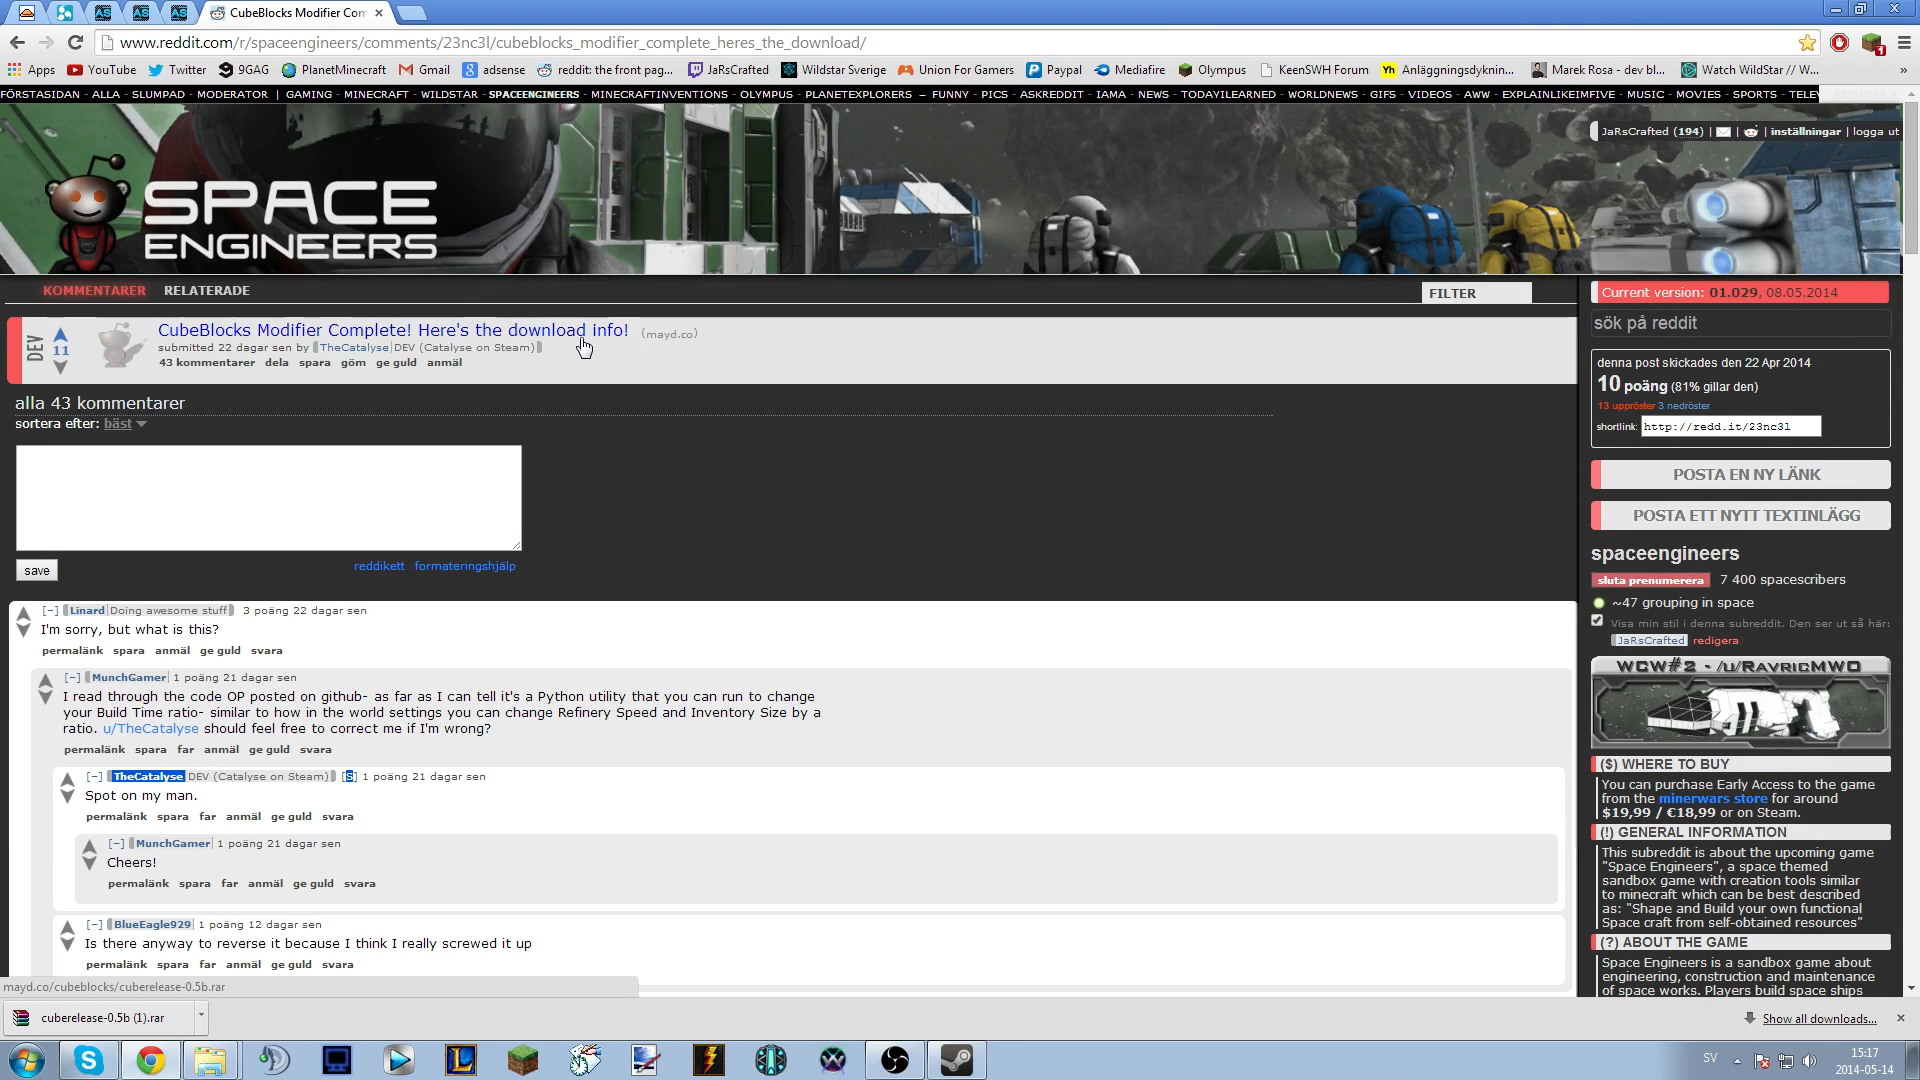 CubeBlocks Modifier Com
www.reddit.com/r/spaceengineers/comments/23nc3l/cubeblocks_modifier_complete_heres_the_download/
Apps YouTube Twitter 9GAG PlanetMinecraft Gmail adsense reddit: the front pag... JaRsCrafted Wildstar Sverige Union For Gamers Paypal Mediafire Olympus KeenSWH Forum Anläggningsdyknin... Marek Rosa - dev bl... Watch WildStar // W... »
FÖRSTASIDAN - ALLA - SLUMPAD - MODERATOR | GAMING - MINECRAFT - WILDSTAR - SPACEENGINEERS - MINECRAFTINVENTIONS - OLYMPUS - PLANETEXPLORERS – FUNNY - PICS - ASKREDDIT - IAMA - NEWS - TODAYILEARNED - WORLDNEWS - GIFS - VIDEOS - AWW - EXPLAINLIKEIMFIVE - MUSIC - MOVIES - SPORTS - TELEV
JaRsCrafted (194) | | | inställningar | logga ut
SPACE
ENGINEERS
KOMMENTARER RELATERADE
FILTER
DEV
11
CubeBlocks Modifier Complete! Here's the download info! (mayd.co)
submitted 22 dagar sen by TheCatalyse|DEV (Catalyse on Steam)
43 kommentarer dela spara göm ge guld anmäl
alla 43 kommentarer
sortera efter: bäst
save
reddikett formateringshjälp
[–] Linard|Doing awesome stuff 3 poäng 22 dagar sen
I'm sorry, but what is this?
permalänk spara anmäl ge guld svara
[–] MunchGamer 1 poäng 21 dagar sen
I read through the code OP posted on github- as far as I can tell it's a Python utility that you can run to change
your Build Time ratio- similar to how in the world settings you can change Refinery Speed and Inventory Size by a
ratio. u/TheCatalyse should feel free to correct me if I'm wrong?
permalänk spara far anmäl ge guld svara
[–] TheCatalyse DEV (Catalyse on Steam) [S] 1 poäng 21 dagar sen
Spot on my man.
permalänk spara far anmäl ge guld svara
[–] MunchGamer 1 poäng 21 dagar sen
Cheers!
permalänk spara far anmäl ge guld svara
[–] BlueEagle929 1 poäng 12 dagar sen
Is there anyway to reverse it because I think I really screwed it up
permalänk spara far anmäl ge guld svara
Current version: 01.029, 08.05.2014
sök på reddit
denna post skickades den 22 Apr 2014
10 poäng (81% gillar den)
13 uppröster 3 nedröster
shortlink: http://redd.it/23nc3l
POSTA EN NY LÄNK
POSTA ETT NYTT TEXTINLÄGG
spaceengineers
sluta prenumerera 7 400 spacescribers
~47 grouping in space
Visa min stil i denna subreddit. Den ser ut så här:
JaRsCrafted redigera
WCW#2 - /U/RAVRICMWO
($) WHERE TO BUY
You can purchase Early Access to the game
from the minerwars store for around
$19,99 / €18,99 or on Steam.
(!) GENERAL INFORMATION
This subreddit is about the upcoming game
"Space Engineers", a space themed
sandbox game with creation tools similar
to minecraft which can be best described
as: "Shape and Build your own functional
Space craft from self-obtained resources"
(?) ABOUT THE GAME
Space Engineers is a sandbox game about
engineering, construction and maintenance
of space works. Players build space ships
mayd.co/cubeblocks/cuberelease-0.5b.rar
cuberelease-0.5b (1).rar
Show all downloads...
SV
15:17
2014-05-14